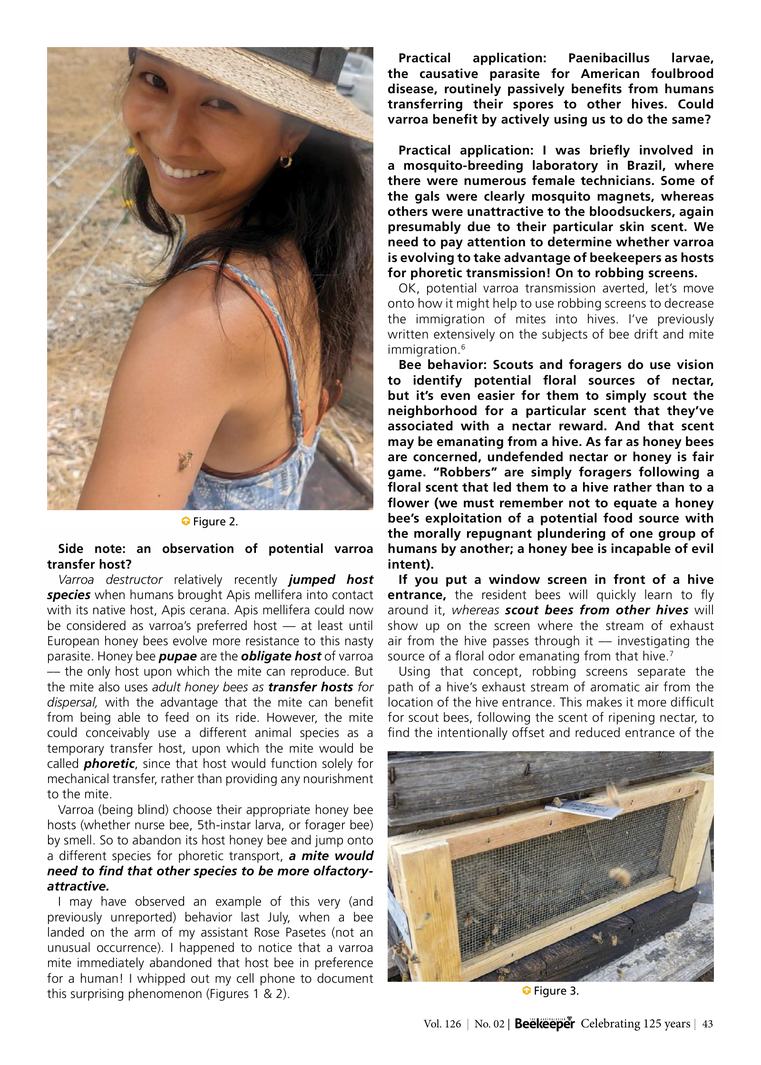 Figure 2.
Side note: an observation of potential varroa
transfer host?
Varroa destructor relatively recently jumped host
species when humans brought Apis mellifera into contact
with its native host, Apis cerana. Apis mellifera could now
be considered as varroa's preferred host — at least until
European honey bees evolve more resistance to this nasty
parasite. Honey bee pupae are the obligate host of varroa
— the only host upon which the mite can reproduce. But
the mite also uses adult honey bees as transfer hosts for
dispersal, with the advantage that the mite can benefit
from being able to feed on its ride. However, the mite
could conceivably use a different animal species as a
temporary transfer host, upon which the mite would be
called phoretic, since that host would function solely for
mechanical transfer, rather than providing any nourishment
to the mite.
Varroa (being blind) choose their appropriate honey bee
hosts (whether nurse bee, 5th-instar larva, or forager bee)
by smell. So to abandon its host honey bee and jump onto
a different species for phoretic transport, a mite would
need to find that other species to be more olfactory-
attractive.
I may have observed an example of this very (and
previously unreported) behavior last July, when a bee
landed on the arm of my assistant Rose Pasetes (not an
unusual occurrence). I happened to notice that a varroa
mite immediately abandoned that host bee in preference
for a human! I whipped out my cell phone to document
this surprising phenomenon (Figures 1 & 2).
Practical application: Paenibacillus larvae,
the causative parasite for American foulbrood
disease, routinely passively benefits from humans
transferring their spores to other hives. Could
varroa benefit by actively using us to do the same?
Practical application: I was briefly involved in
a mosquito-breeding laboratory in Brazil, where
there were numerous female technicians. Some of
the gals were clearly mosquito magnets, whereas
others were unattractive to the bloodsuckers, again
presumably due to their particular skin scent. We
need to pay attention to determine whether varroa
is evolving to take advantage of beekeepers as hosts
for phoretic transmission! On to robbing screens.
OK, potential varroa transmission averted, let's move
onto how it might help to use robbing screens to decrease
the immigration of mites into hives. I've previously
written extensively on the subjects of bee drift and mite
immigration.6
Bee behavior: Scouts and foragers do use vision
to identify potential floral sources of nectar,
but it's even easier for them to simply scout the
neighborhood for a particular scent that they've
associated with a nectar reward. And that scent
may be emanating from a hive. As far as honey bees
are concerned, undefended nectar or honey is fair
game. “Robbers” are simply foragers following a
floral scent that led them to a hive rather than to a
flower (we must remember not to equate a honey
bee's exploitation of a potential food source with
the morally repugnant plundering of one group of
humans by another; a honey bee is incapable of evil
intent).
If you put a window screen in front of a hive
entrance, the resident bees will quickly learn to fly
around it, whereas scout bees from other hives will
show up on the screen where the stream of exhaust
air from the hive passes through it — investigating the
source of a floral odor emanating from that hive.7
Using that concept, robbing screens separate the
path of a hive's exhaust stream of aromatic air from the
location of the hive entrance. This makes it more difficult
for scout bees, following the scent of ripening nectar, to
find the intentionally offset and reduced entrance of the
Figure 3.
Vol. 126 | No. 02 | Beekeeper Celebrating 125 years | 43